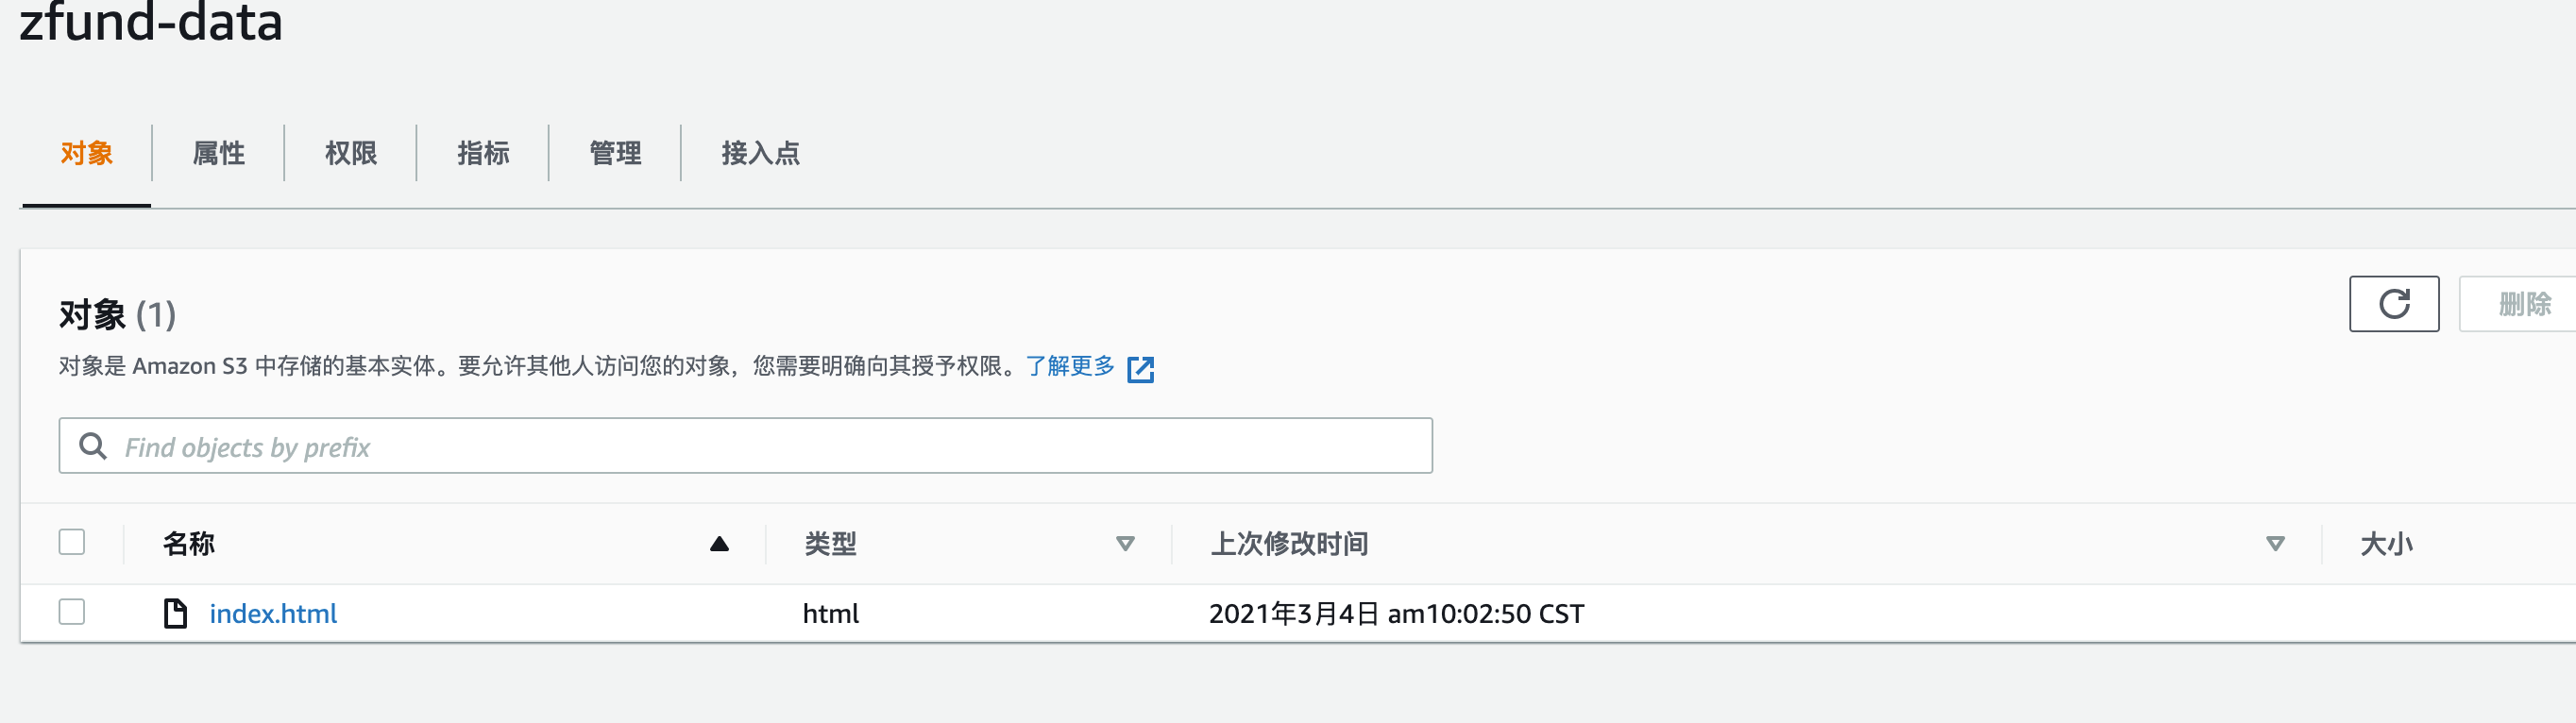 zfund-data
对象 属性 权限 指标 管理 接入点
对象 (1)
删除
对象是 Amazon S3 中存储的基本实体。要允许其他人访问您的对象，您需要明确向其授予权限。了解更多
Find objects by prefix
名称 类型 上次修改时间 大小
index.html html 2021年3月4日 am10:02:50 CST